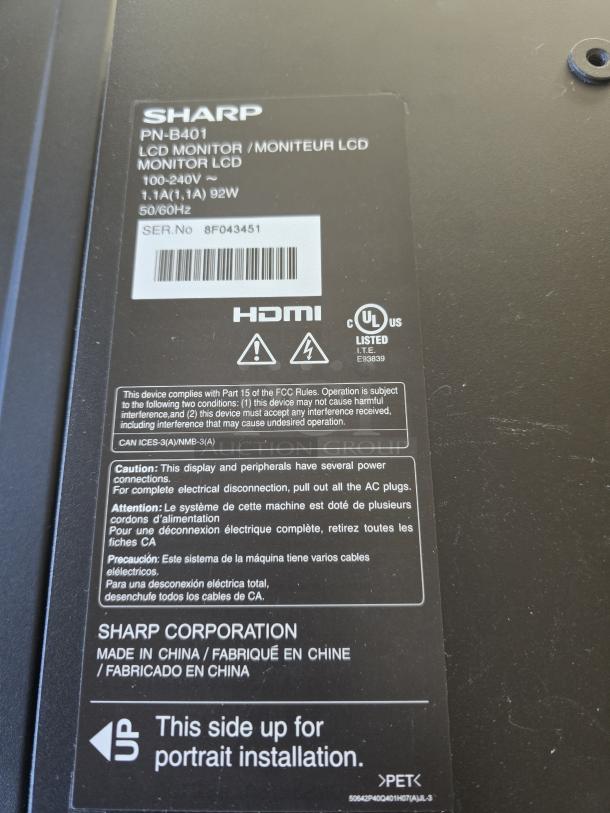 SHARP
PN-B401
LCD MONITOR / MONITEUR LCD
MONITOR LCD
100-240V ~
1.1A(1,1A) 92W
50/60Hz
SER.No 8F043451
HDMI
C UL US
LISTED
I.T.E.
E93839
This device complies with Part 15 of the FCC Rules. Operation is subject
to the following two conditions: (1) this device may not cause harmful
interference,and (2) this device must accept any interference received,
including interference that may cause undesired operation.
CAN ICES-3(A)/NMB-3(A)
AUCTION GROUP
Caution: This display and peripherals have several power
connections.
For complete electrical disconnection, pull out all the AC plugs.
Attention: Le système de cette machine est doté de plusieurs
cordons d'alimentation
Pour une déconnexion électrique complète, retirez toutes les
fiches CA
Precaución: Este sistema de la máquina tiene varios cables
elélectricos.
Para una desconexión eléctrica total,
desenchufe todos los cables de CA.
SHARP CORPORATION
MADE IN CHINA / FABRIQUÉ EN CHINE
/ FABRICADO EN CHINA
UP
This side up for
portrait installation.
>PET<
50642P40Q401H07(A)JL-3